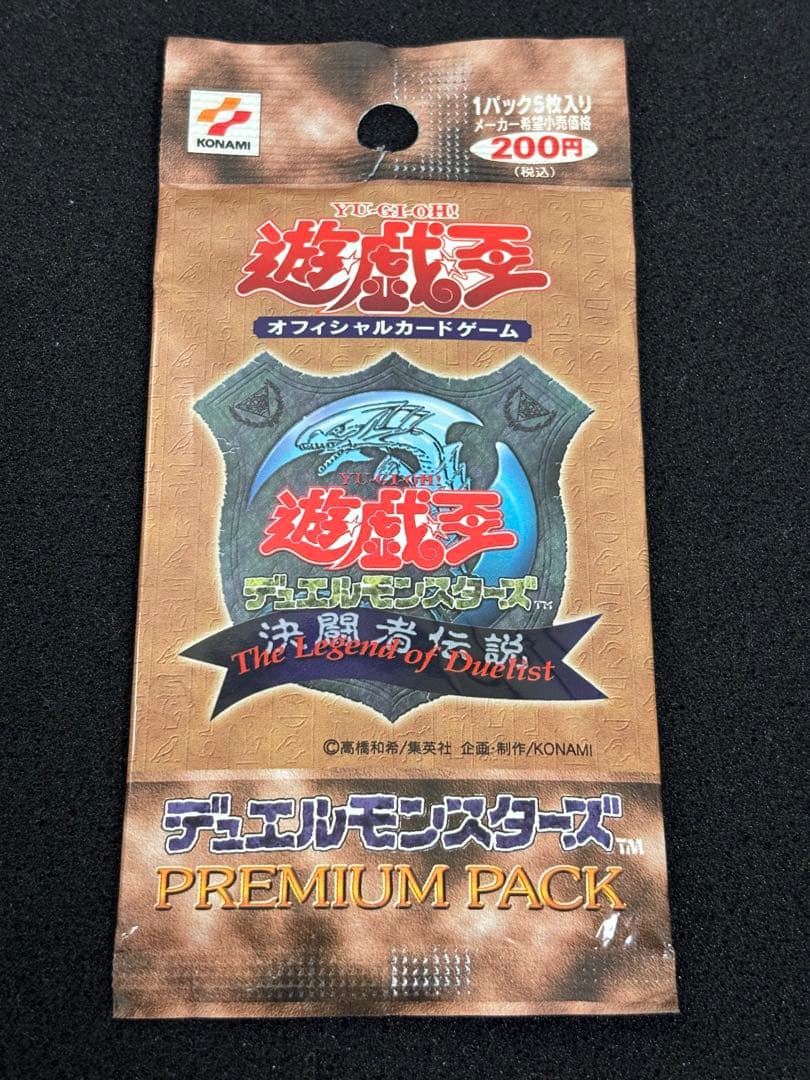 KONAMI
1パック5枚入り
メーカー希望小売価格
200円
(税込)
YU-GI-OH!
遊戯王
オフィシャルカードゲーム
YU-GI-OH!
遊戯王
デュエルモンスターズ™
決闘者伝説
The Legend of Duelist
©高橋和希/集英社 企画・制作/KONAMI
デュエルモンスターズ™
PREMIUM PACK